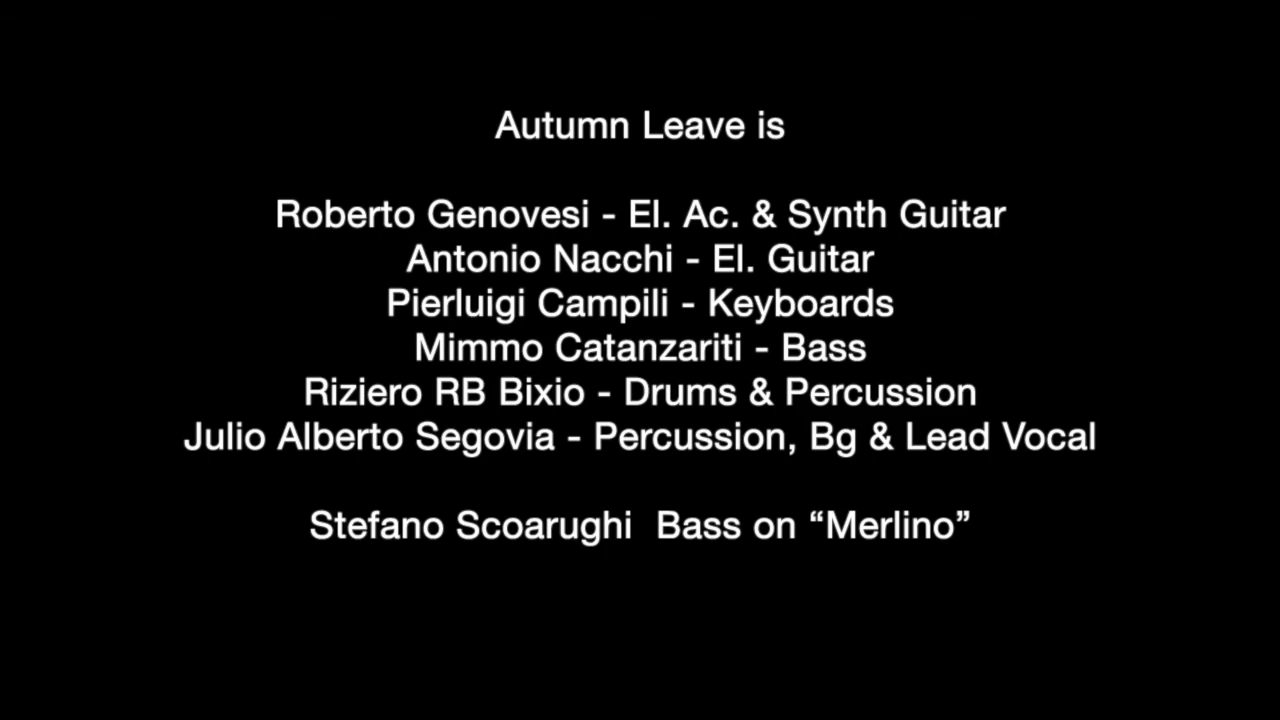 Autumn Leave is
Roberto Genovesi - El. Ac. & Synth Guitar
Antonio Nacchi - El. Guitar
Pierluigi Campili - Keyboards
Mimmo Catanzariti - Bass
Riziero RB Bixio - Drums & Percussion
Julio Alberto Segovia - Percussion, Bg & Lead Vocal
Stefano Scoarughi  Bass on “Merlino”